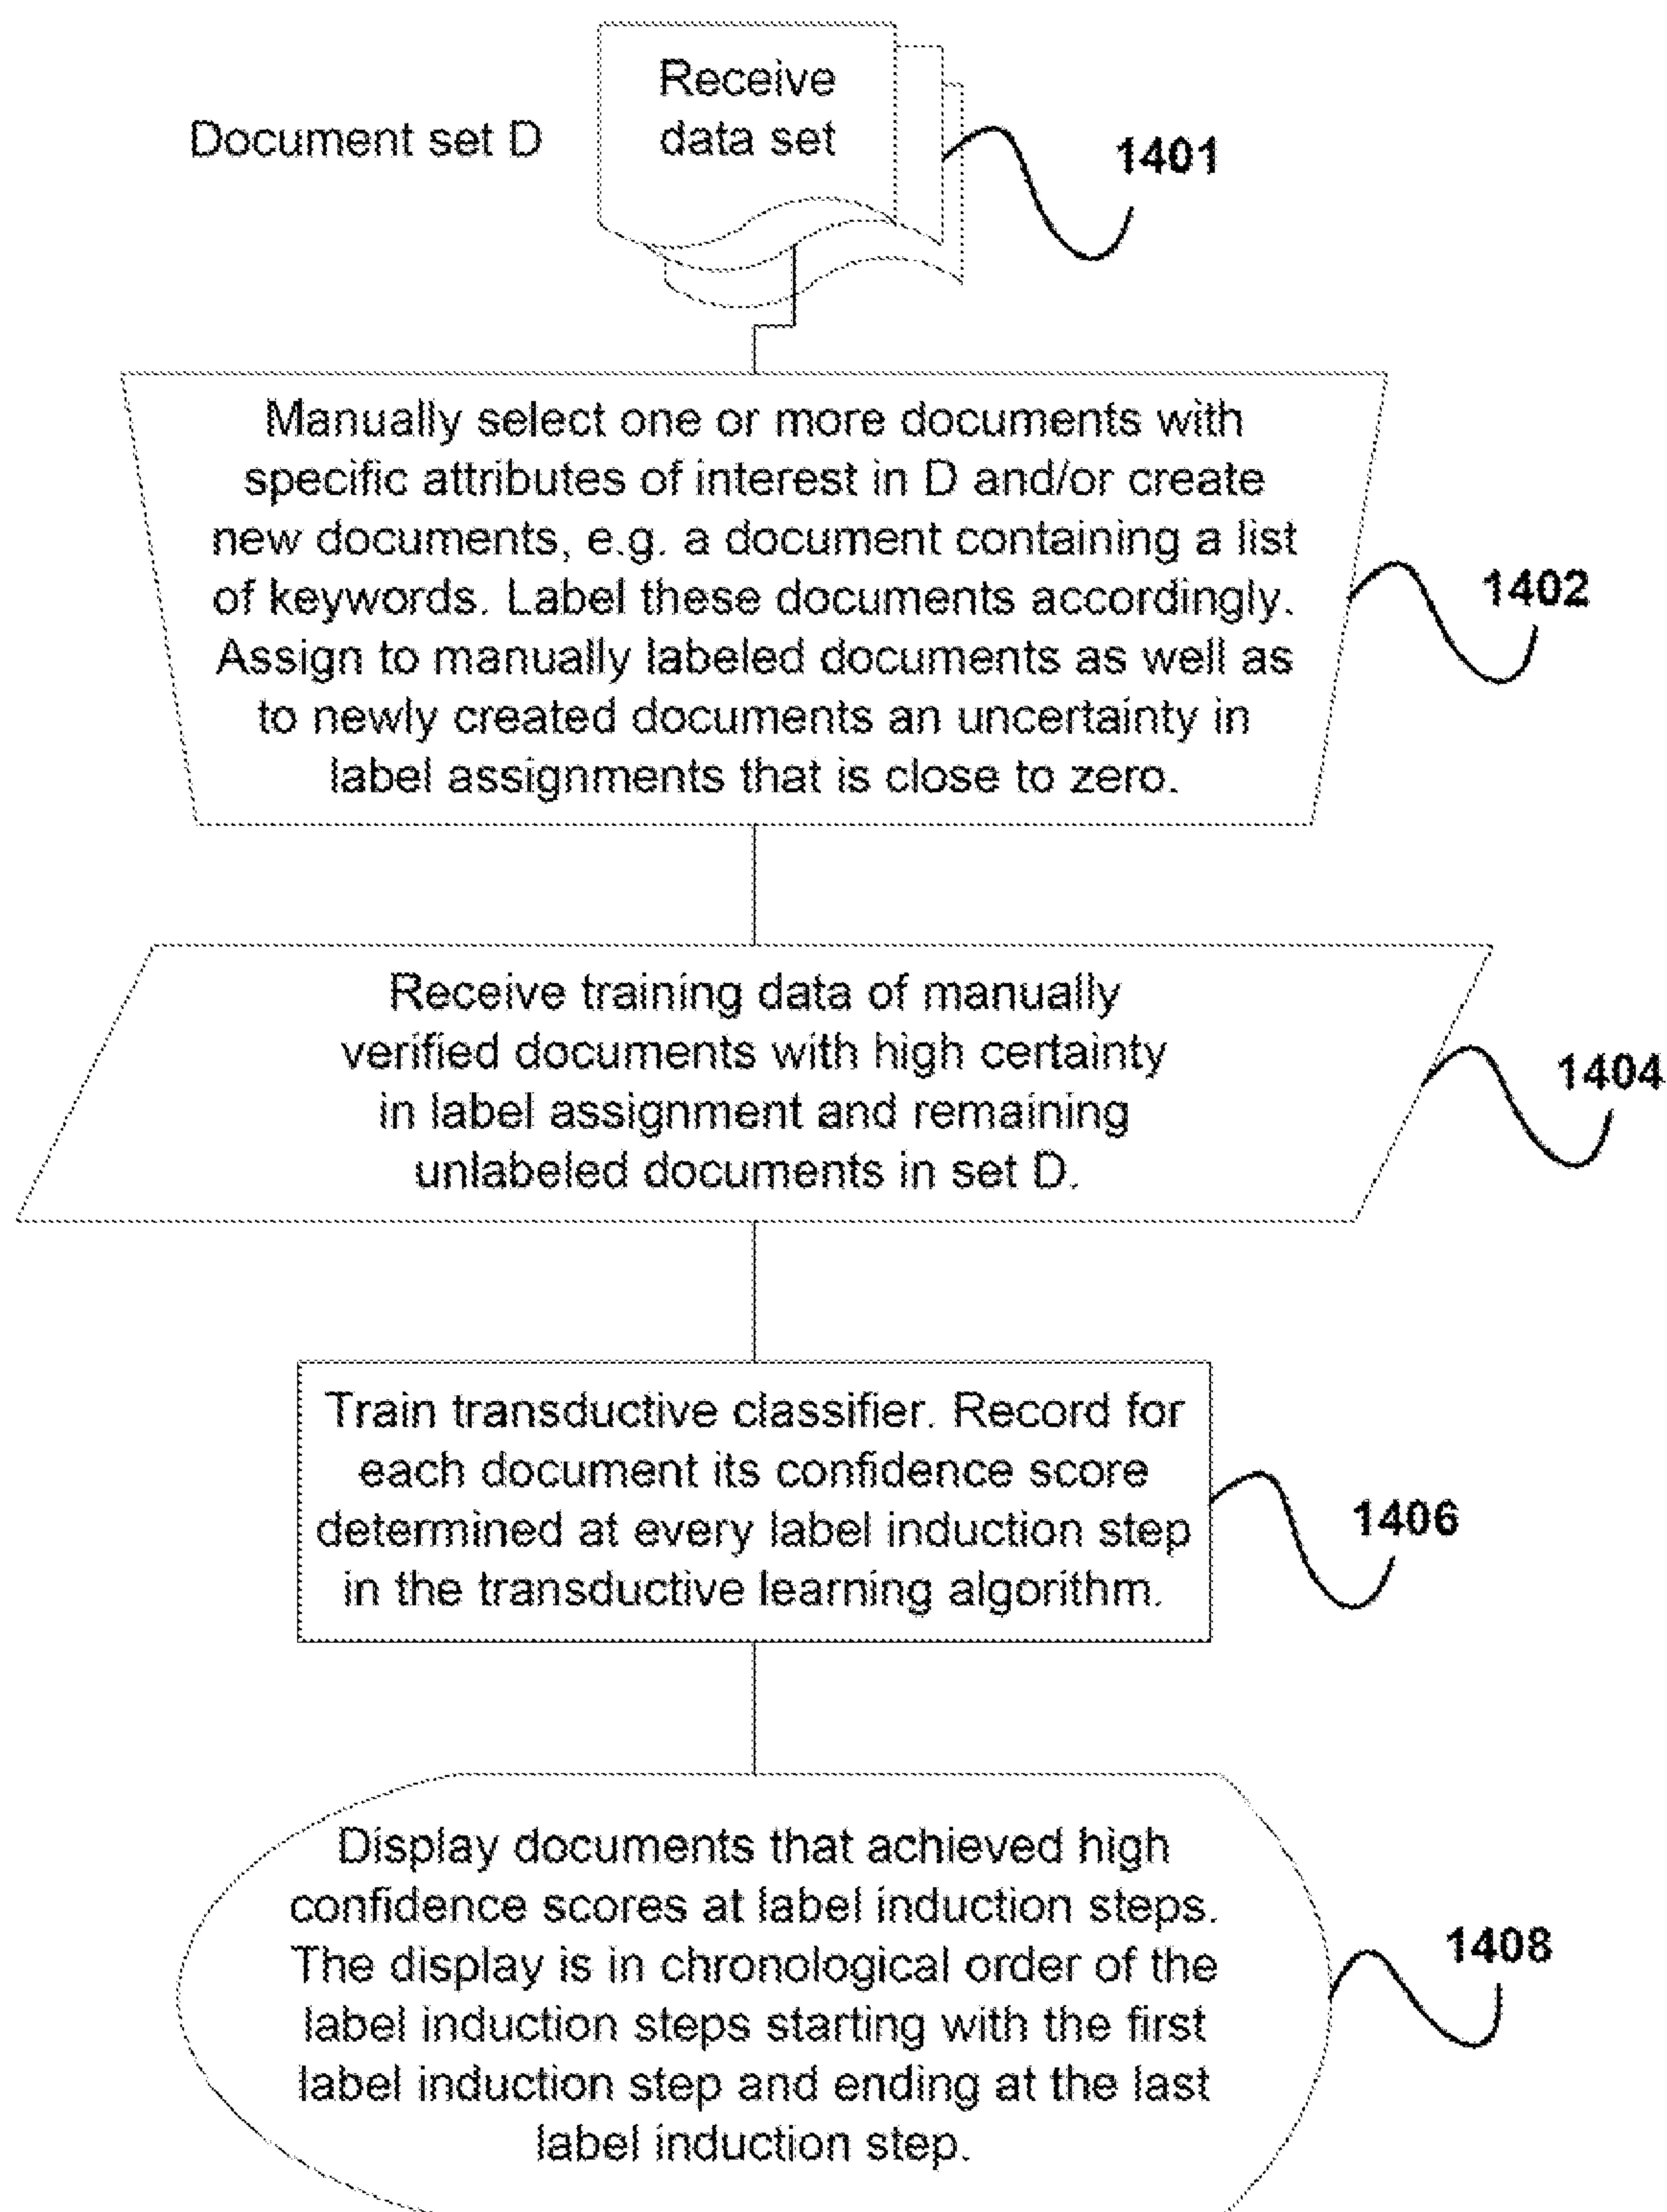 Document set D
Receive
data set
1401
Manually select one or more documents with
specific attributes of interest in D and/or create
new documents, e.g. a document containing a list
of keywords. Label these documents accordingly.
Assign to manually labeled documents as well as
to newly created documents an uncertainty in
label assignments that is close to zero.
1402
Receive training data of manually
verified documents with high certainty
in label assignment and remaining
unlabeled documents in set D.
1404
Train transductive classifier. Record for
each document its confidence score
determined at every label induction step
in the transductive learning algorithm.
1406
Display documents that achieved high
confidence scores at label induction steps.
The display is in chronological order of the
label induction steps starting with the first
label induction step and ending at the last
label induction step.
1408